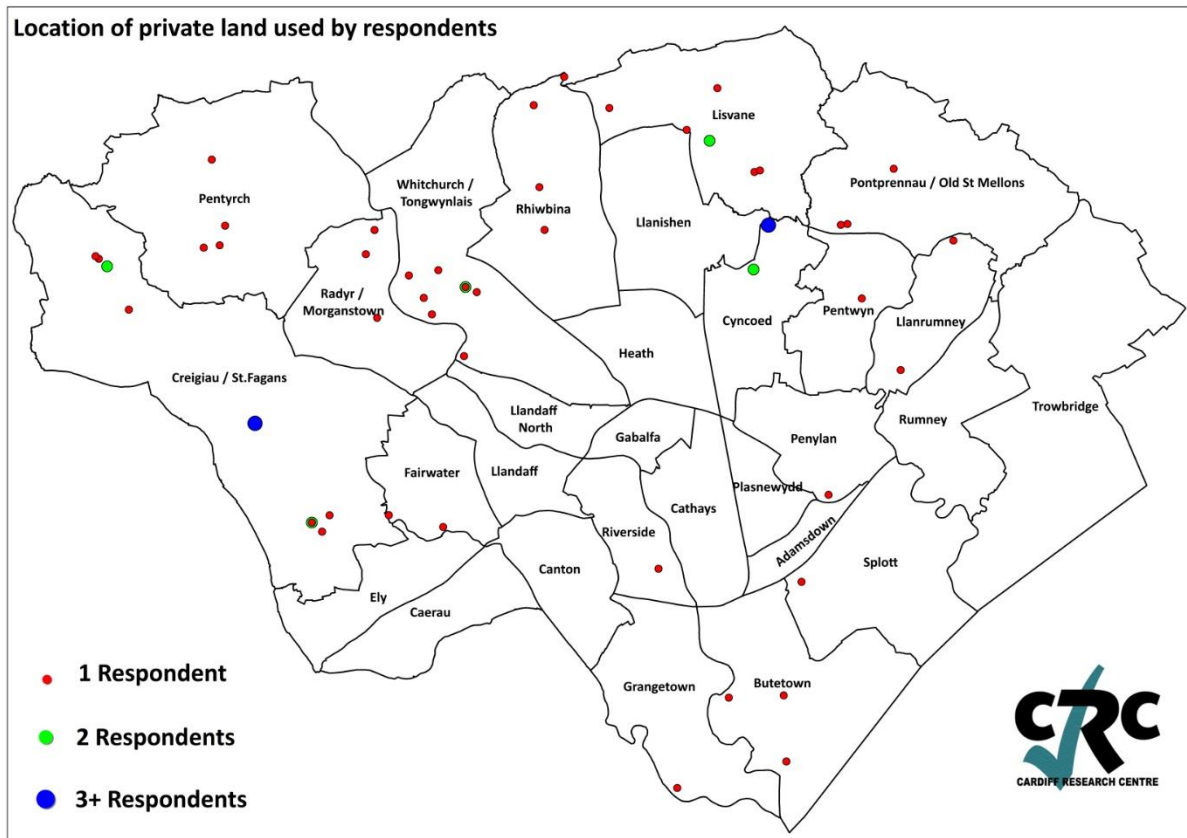 Location of private land used by respondents
Lisvane
Pontprennau / Old St Mellons
Whitchurch /
Tongwynlais
Pentyrch
Rhiwbina
Llanishen
Radyr /
Morganstown
Cyncoed
Pentwyn
Llanrumney
Heath
Creigiau / St.Fagans
Trowbridge
Llandaff
North
Rumney
Gabalfa
Penylan
Fairwater
Llandaff
Plasnewydd
Cathays
Riverside
Adamsdown
Splott
Canton
Ely
Caerau
Grangetown
Butetown
1 Respondent
2 Respondents
3+ Respondents
CRC
CARDIFF RESEARCH CENTRE